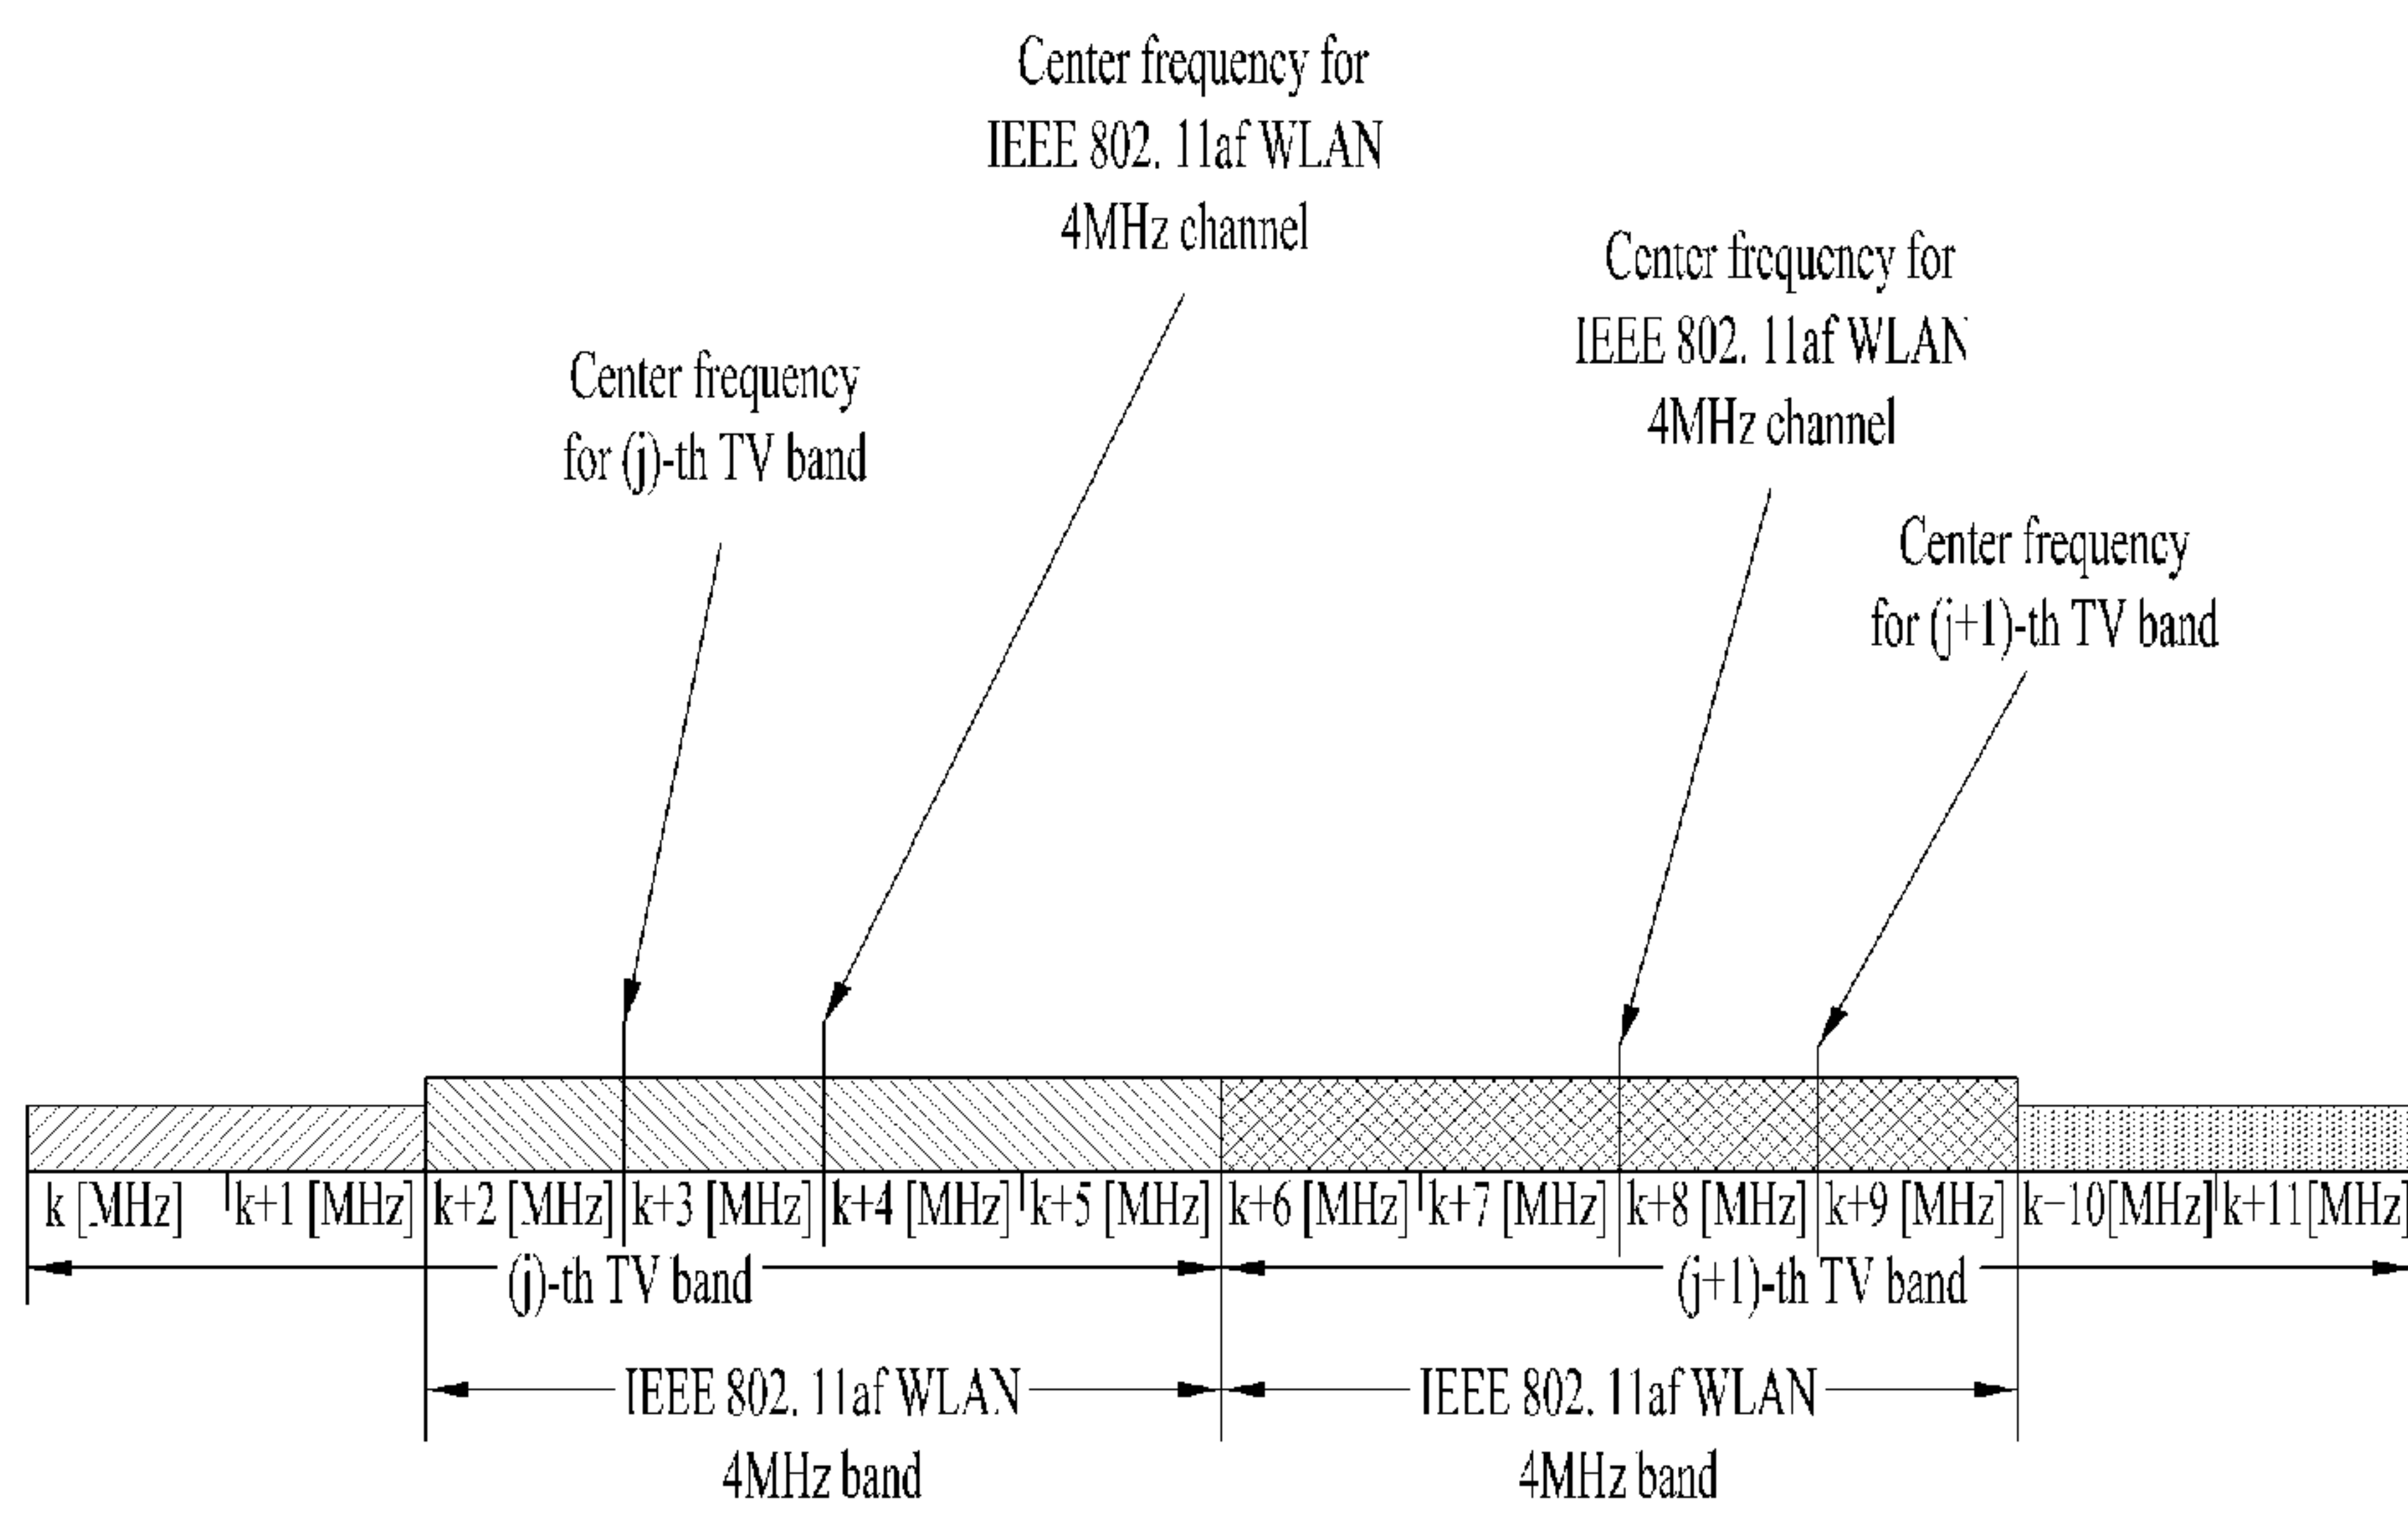 Center frequency for
IEEE 802. 11af WLAN
4MHz channel
Center frequency for
IEEE 802. 11af WLAN
4MHz channel
Center frequency
for (j)-th TV band
Center frequency
for (j+1)-th TV band
k [MHz] k+1 [MHz] k+2 [MHz] k+3 [MHz] k+4 [MHz] k+5 [MHz] k+6 [MHz] k+7 [MHz] k+8 [MHz] k+9 [MHz] k−10[MHz] k+11[MHz]
(j)-th TV band (j+1)-th TV band
IEEE 802. 11af WLAN IEEE 802. 11af WLAN
4MHz band 4MHz band